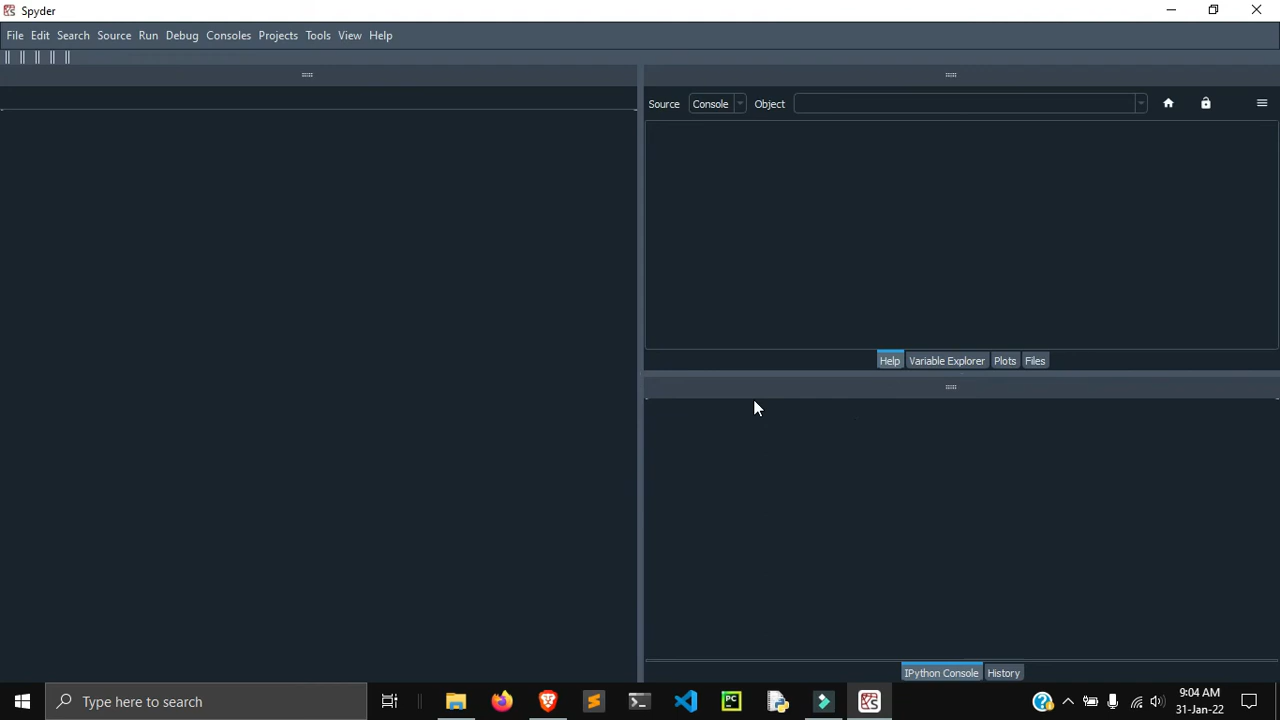 Spyder
File Edit Search Source Run Debug Consoles Projects Tools View Help
Source Console Object
Help Variable Explorer Plots Files
IPython Console History
Type here to search
PC
9:04 AM
31-Jan-22